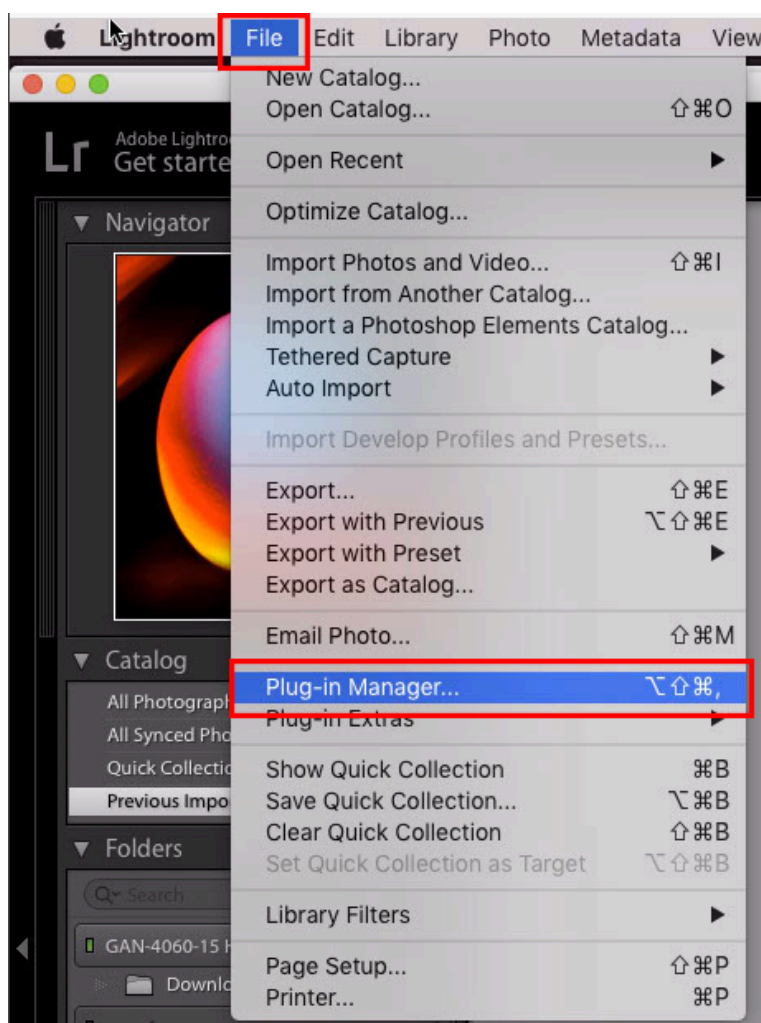 Lightroom File Edit Library Photo Metadata View
New Catalog...
Open Catalog... ⇧⌘O
Lr Adobe Lightro
Get starte
Open Recent ▶
▼ Navigator
Optimize Catalog...
Import Photos and Video... ⇧⌘I
Import from Another Catalog...
Import a Photoshop Elements Catalog...
Tethered Capture ▶
Auto Import ▶
Import Develop Profiles and Presets...
Export... ⇧⌘E
Export with Previous ⌥⇧⌘E
Export with Preset ▶
Export as Catalog...
Email Photo... ⇧⌘M
▼ Catalog
Plug-in Manager... ⌥⇧⌘,
All Photograph
Plug-in Extras ▶
All Synced Pho
Quick Collectio
Show Quick Collection ⌘B
Previous Impo
Save Quick Collection... ⌥⌘B
Clear Quick Collection ⇧⌘B
▼ Folders
Set Quick Collection as Target ⌥⇧⌘B
Search
Library Filters ▶
GAN-4060-15 H
Page Setup... ⇧⌘P
Downlo
Printer... ⌘P